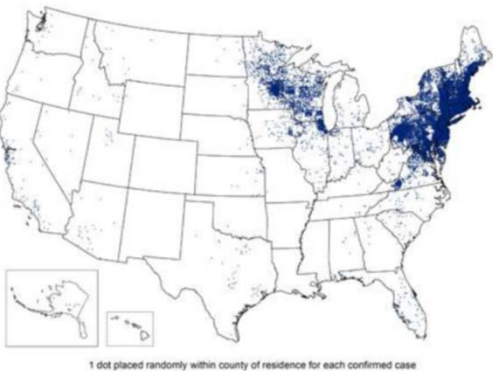 1 dot placed randomly within county of residence for each confirmed case